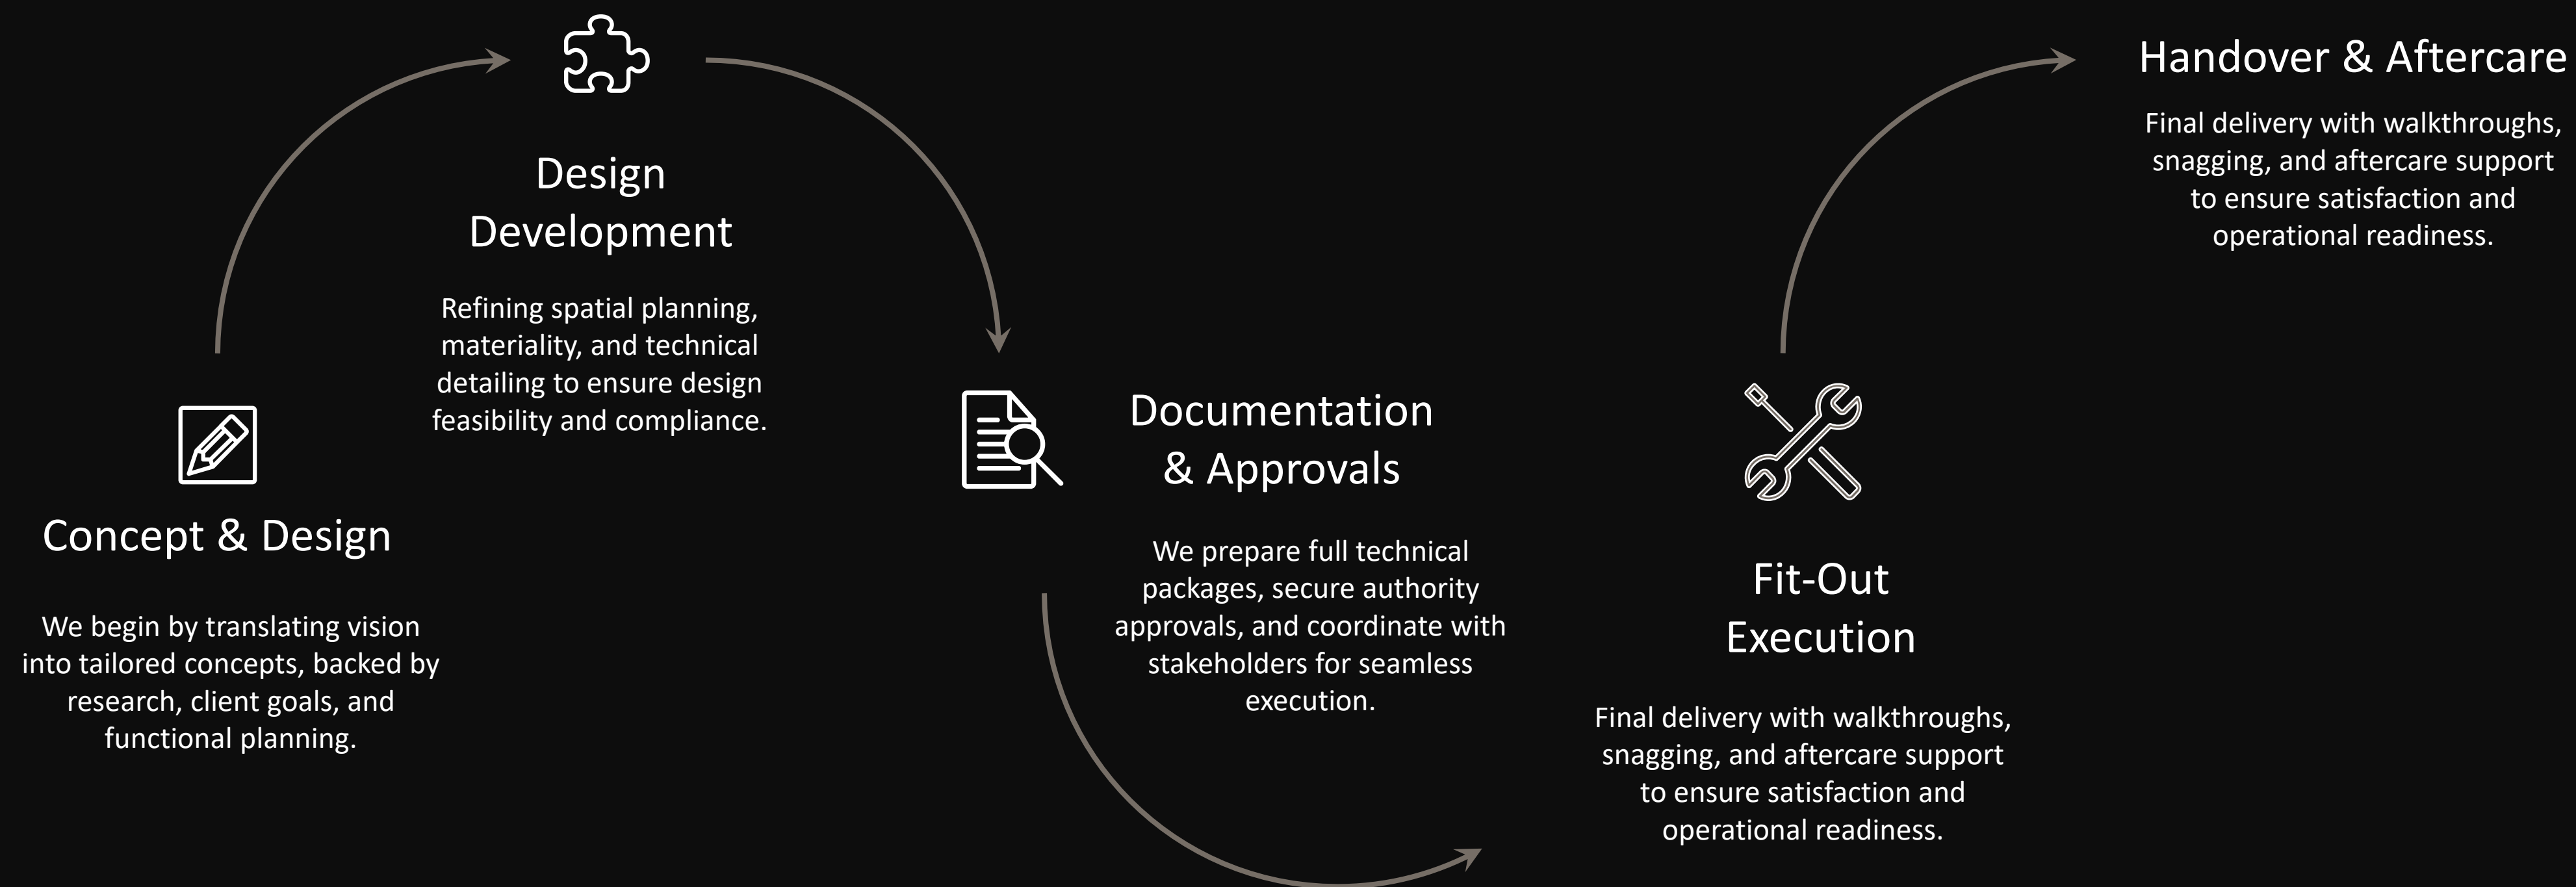 Concept & Design
We begin by translating vision
into tailored concepts, backed by
research, client goals, and
functional planning.
Design
Development
Refining spatial planning,
materiality, and technical
detailing to ensure design
feasibility and compliance.
Documentation
& Approvals
We prepare full technical
packages, secure authority
approvals, and coordinate with
stakeholders for seamless
execution.
Fit-Out
Execution
Final delivery with walkthroughs,
snagging, and aftercare support
to ensure satisfaction and
operational readiness.
Handover & Aftercare
Final delivery with walkthroughs,
snagging, and aftercare support
to ensure satisfaction and
operational readiness.